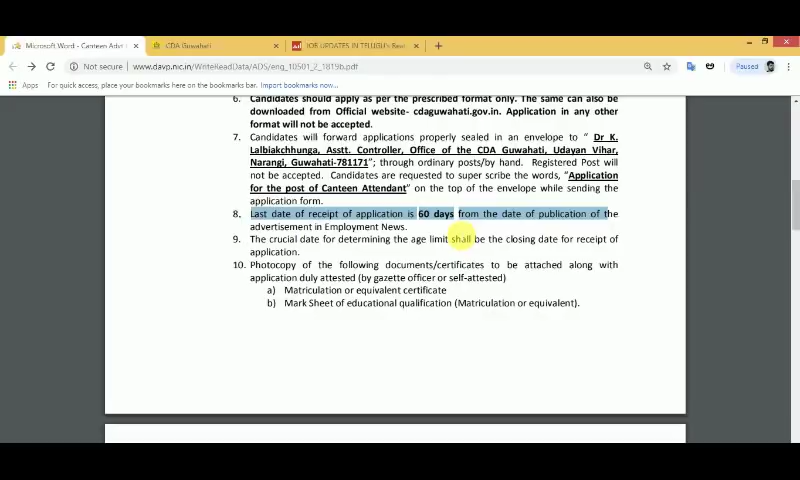 Microsoft Word - Canteen Advt
CDA Guwahati
JOB UPDATES IN TELUGU's Reve
Not secure | www.davp.nic.in/WriteReadData/ADS/eng_10501_2_1819b.pdf
Paused
Apps For quick access, place your bookmarks here on the bookmarks bar. Import bookmarks now...
6. Candidates should apply as per the prescribed format only. The same can also be
downloaded from Official website- cdaguwahati.gov.in. Application in any other
format will not be accepted.
7. Candidates will forward applications properly sealed in an envelope to " Dr K.
Lalbiakchhunga, Asstt. Controller, Office of the CDA Guwahati, Udayan Vihar,
Narangi, Guwahati-781171"; through ordinary posts/by hand. Registered Post will
not be accepted. Candidates are requested to super scribe the words, "Application
for the post of Canteen Attendant" on the top of the envelope while sending the
application form.
8. Last date of receipt of application is 60 days from the date of publication of the
advertisement in Employment News.
9. The crucial date for determining the age limit shall be the closing date for receipt of
application.
10. Photocopy of the following documents/certificates to be attached along with
application duly attested (by gazette officer or self-attested)
a) Matriculation or equivalent certificate
b) Mark Sheet of educational qualification (Matriculation or equivalent).